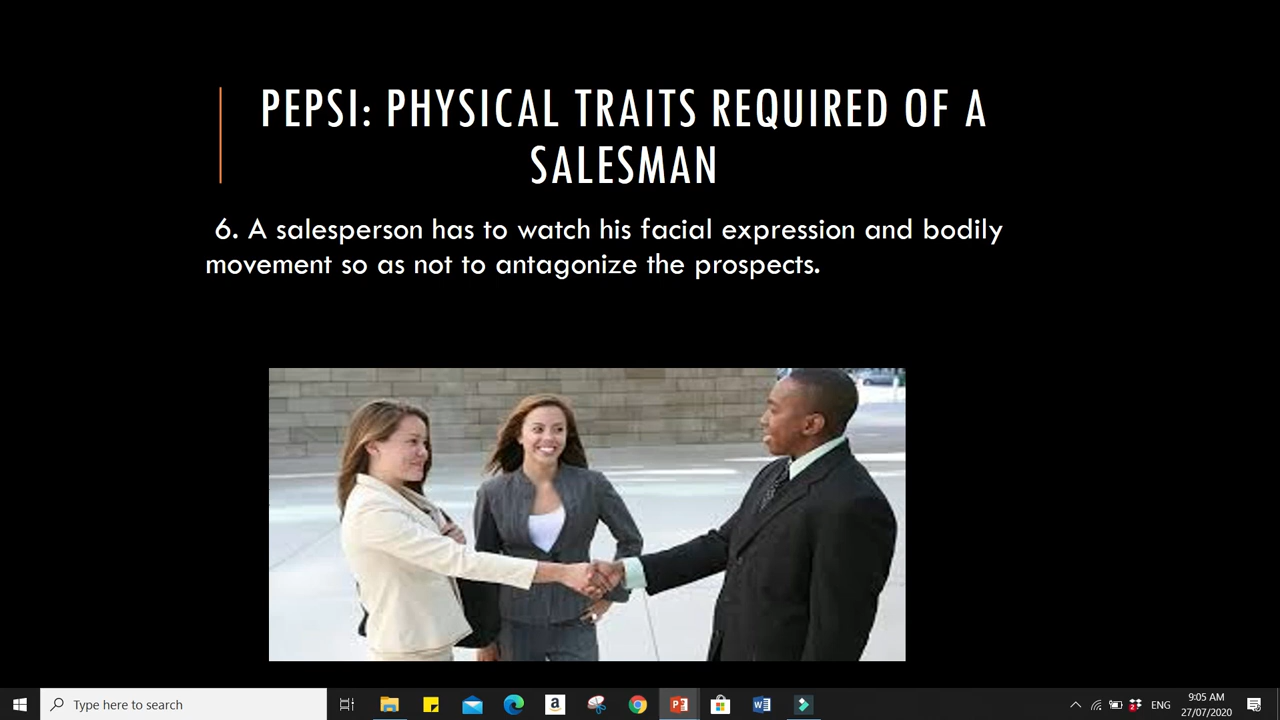 PEPSI: PHYSICAL TRAITS REQUIRED OF A
SALESMAN
6. A salesperson has to watch his facial expression and bodily
movement so as not to antagonize the prospects.
Type here to search
ENG
9:05 AM
27/07/2020